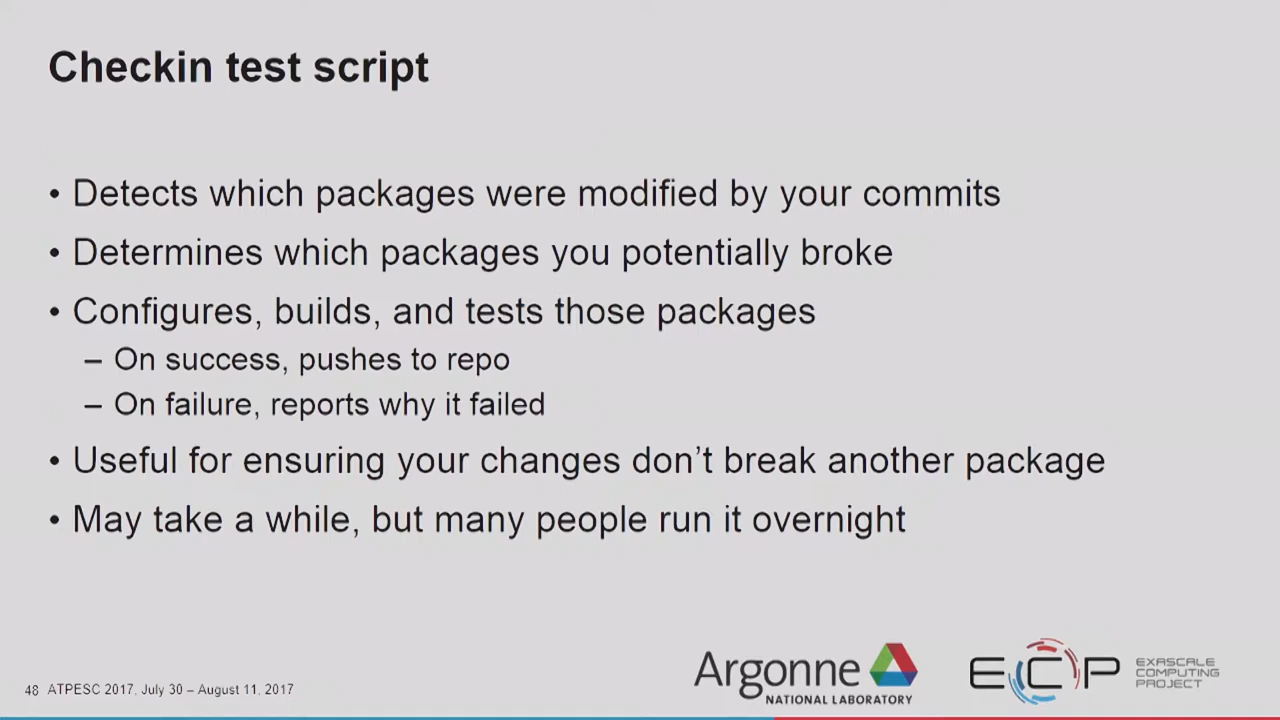 Checkin test script
• Detects which packages were modified by your commits
• Determines which packages you potentially broke
• Configures, builds, and tests those packages
– On success, pushes to repo
– On failure, reports why it failed
• Useful for ensuring your changes don’t break another package
• May take a while, but many people run it overnight
48 ATPESC 2017, July 30 – August 11, 2017
Argonne
NATIONAL LABORATORY
ECP
EXASCALE
COMPUTING
PROJECT